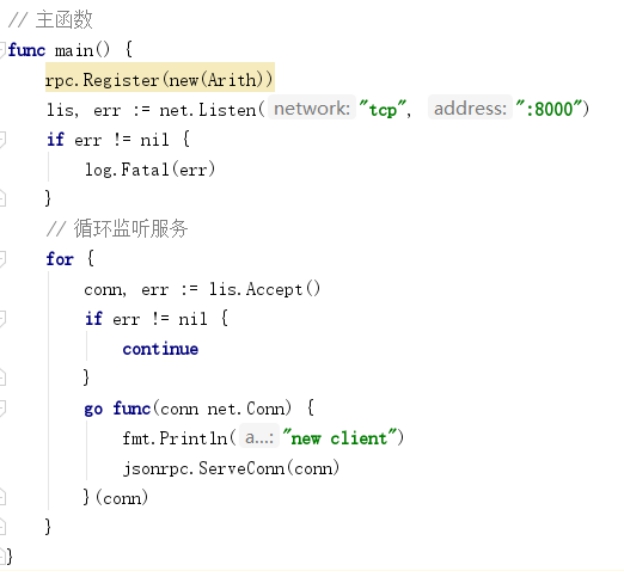 // 主函数
func main() {
rpc.Register(new(Arith))
lis, err := net.Listen( network: "tcp", address: ":8000")
if err != nil {
log.Fatal(err)
}
// 循环监听服务
for {
conn, err := lis.Accept()
if err != nil {
continue
}
go func(conn net.Conn) {
fmt.Println( a...: "new client")
jsonrpc.ServeConn(conn)
}(conn)
}
}